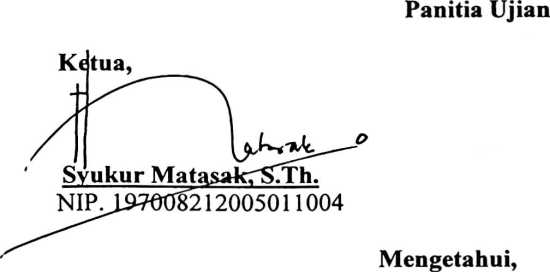 Panitia Ujian
Ketua,
Syukur Matasak, S.Th.
NIP. 197008212005011004
Mengetahui,